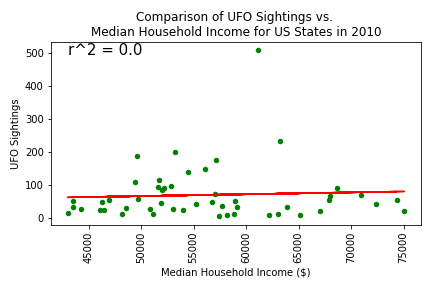 Comparison of UFO Sightings vs.
Median Household Income for US States in 2010
r^2 = 0.0
500
400
300
200
100
0
UFO Sightings
45000
50000
55000
60000
65000
70000
75000
Median Household Income ($)